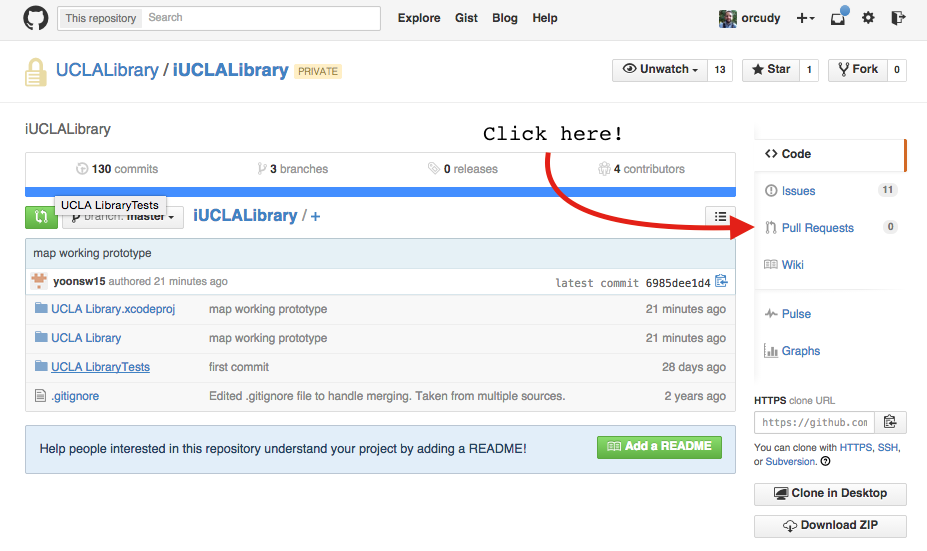 This repository Search Explore Gist Blog Help orcudy
UCLALibrary / iUCLALibrary PRIVATE Unwatch 13 Star 1 Fork 0
iUCLALibrary
Click here!
130 commits 3 branches 0 releases 4 contributors
UCLA LibraryTests
branch: master iUCLALibrary / +
map working prototype
yoonsw15 authored 21 minutes ago latest commit 6985dee1d4
UCLA Library.xcodeproj map working prototype 21 minutes ago
UCLA Library map working prototype 21 minutes ago
UCLA LibraryTests first commit 28 days ago
.gitignore Edited .gitignore file to handle merging. Taken from multiple sources. 2 years ago
Help people interested in this repository understand your project by adding a README! Add a README
Code
Issues 11
Pull Requests 0
Wiki
Pulse
Graphs
HTTPS clone URL
https://github.com
You can clone with HTTPS, SSH,
or Subversion.
Clone in Desktop
Download ZIP